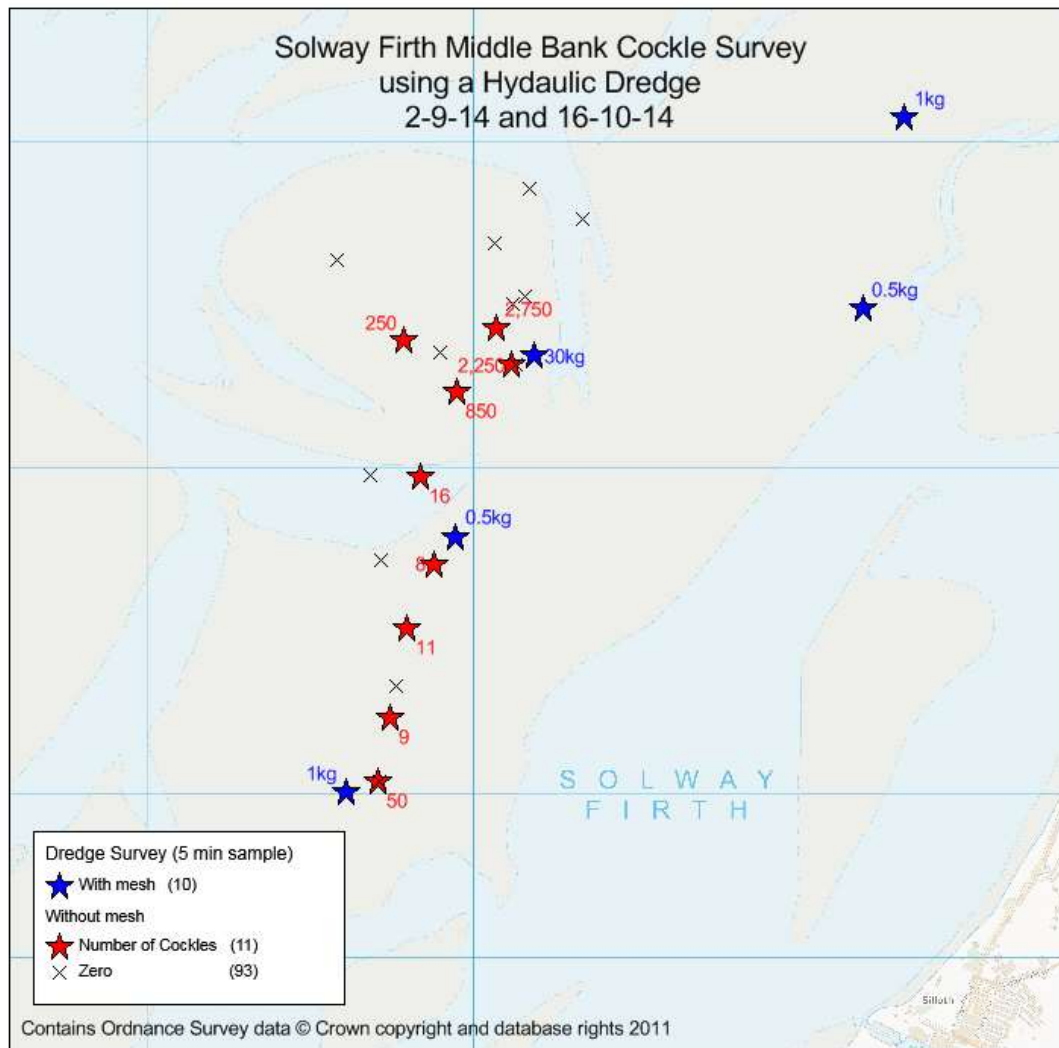 Solway Firth Middle Bank Cockle Survey
using a Hydaulic Dredge
2-9-14 and 16-10-14
1kg
0.5kg
2,750
250
30kg
2,250
850
16
0.5kg
8
11
9
1kg
50
SOLWAY
FIRTH
Dredge Survey (5 min sample)
With mesh (10)
Without mesh
Number of Cockles (11)
Zero (93)
Silloth
Contains Ordnance Survey data © Crown copyright and database rights 2011